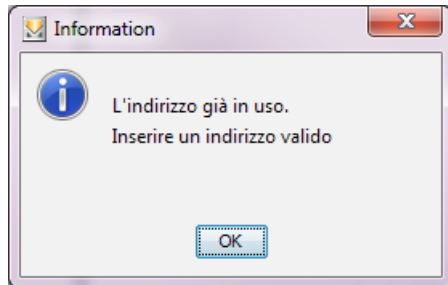 Information
L'indirizzo già in uso.
Inserire un indirizzo valido
OK